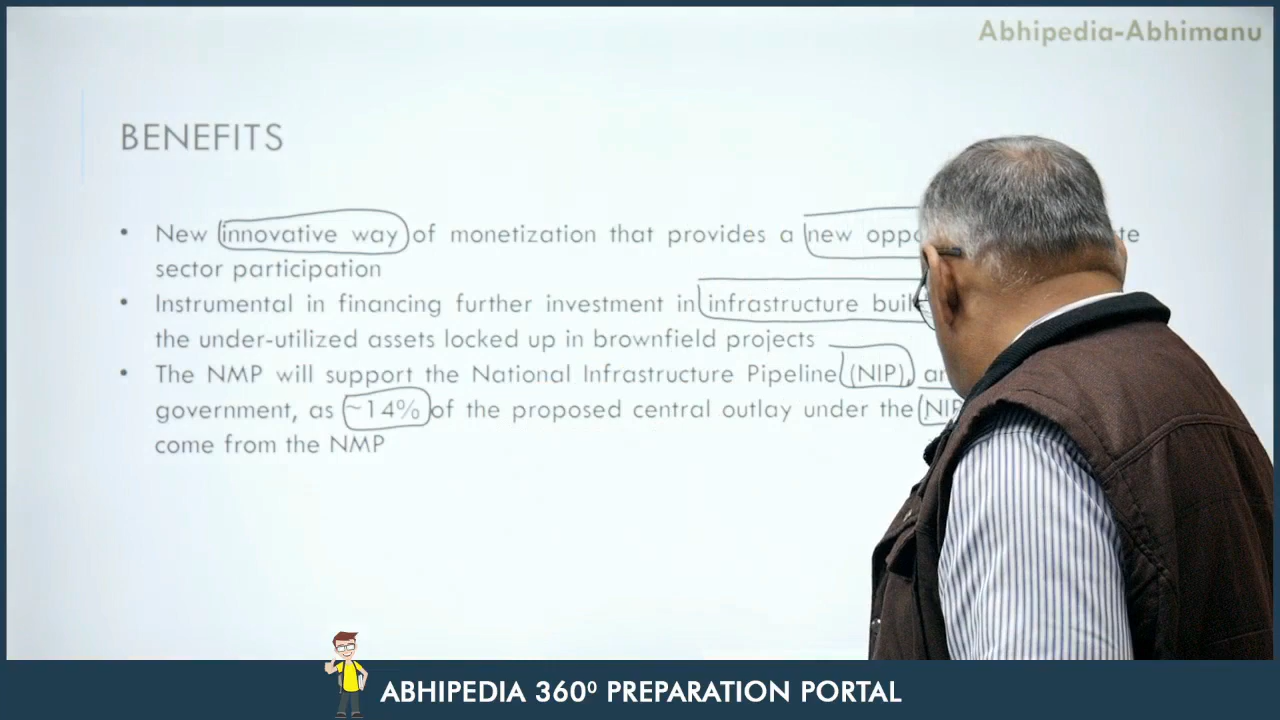 Abhipedia-Abhimanu
BENEFITS
• New innovative way of monetization that provides a new
sector participation
• Instrumental in financing further investment in infrastructure
the under-utilized assets locked up in brownfield projects
• The NMP will support the National Infrastructure Pipeline (NIP),
government, as ~14% of the proposed central outlay under the
come from the NMP
ABHIPEDIA 360⁰ PREPARATION PORTAL